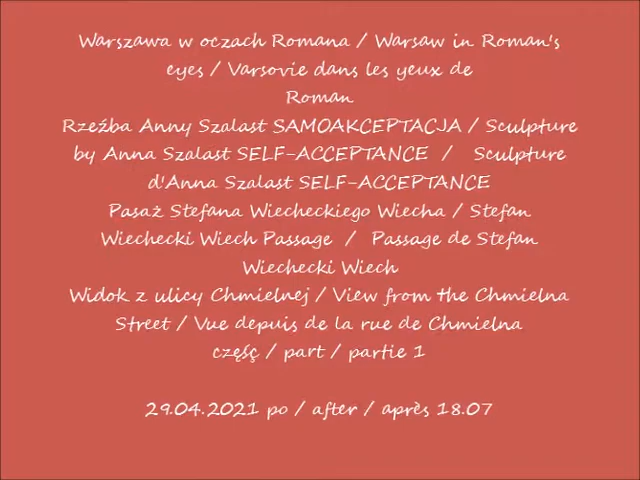 Warszawa w oczach Romana / Warsaw in Roman's
eyes / Varsovie dans les yeux de
Roman
Rzeźba Anny Szalast SAMOAKCEPTACJA / Sculpture
by Anna Szalast SELF-ACCEPTANCE / Sculpture
d'Anna Szalast SELF-ACCEPTANCE
Pasaż Stefana Wiecheckiego Wiecha / Stefan
Wiechecki Wiech Passage / Passage de Stefan
Wiechecki Wiech
Widok z ulicy Chmielnej / View from the Chmielna
Street / Vue depuis de la rue de Chmielna
częśç / part / partie 1
29.04.2021 po / after / après 18.07